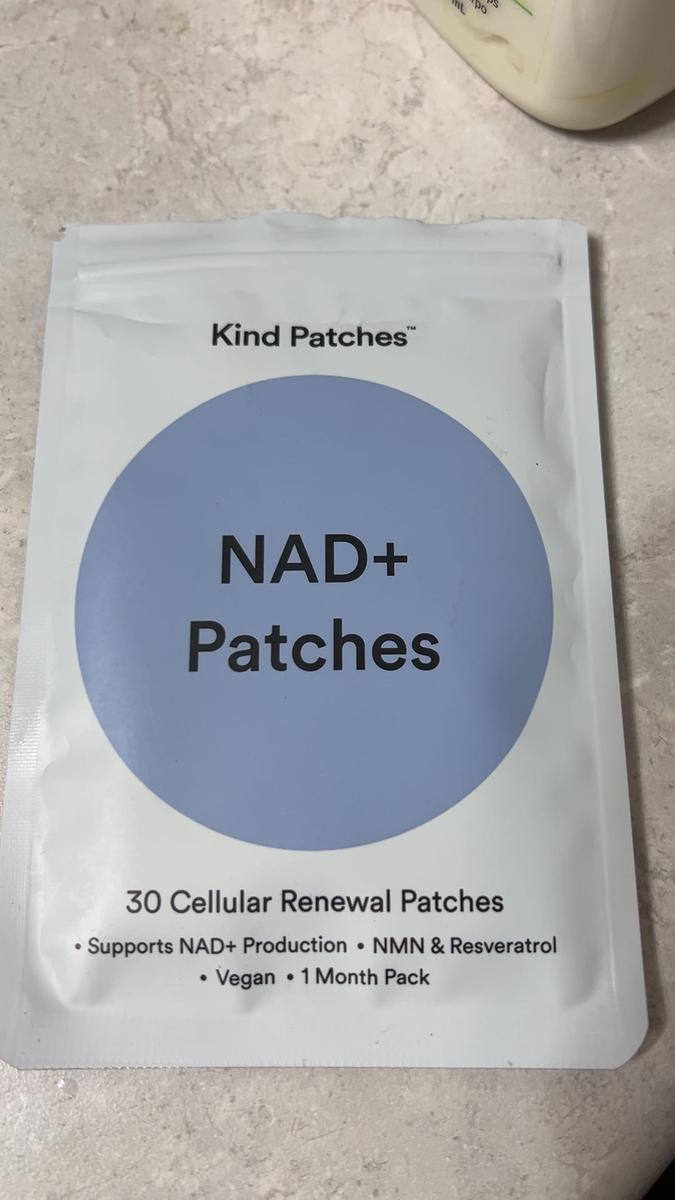 Kind Patches™
NAD+
Patches
30 Cellular Renewal Patches
• Supports NAD+ Production • NMN & Resveratrol
• Vegan • 1 Month Pack